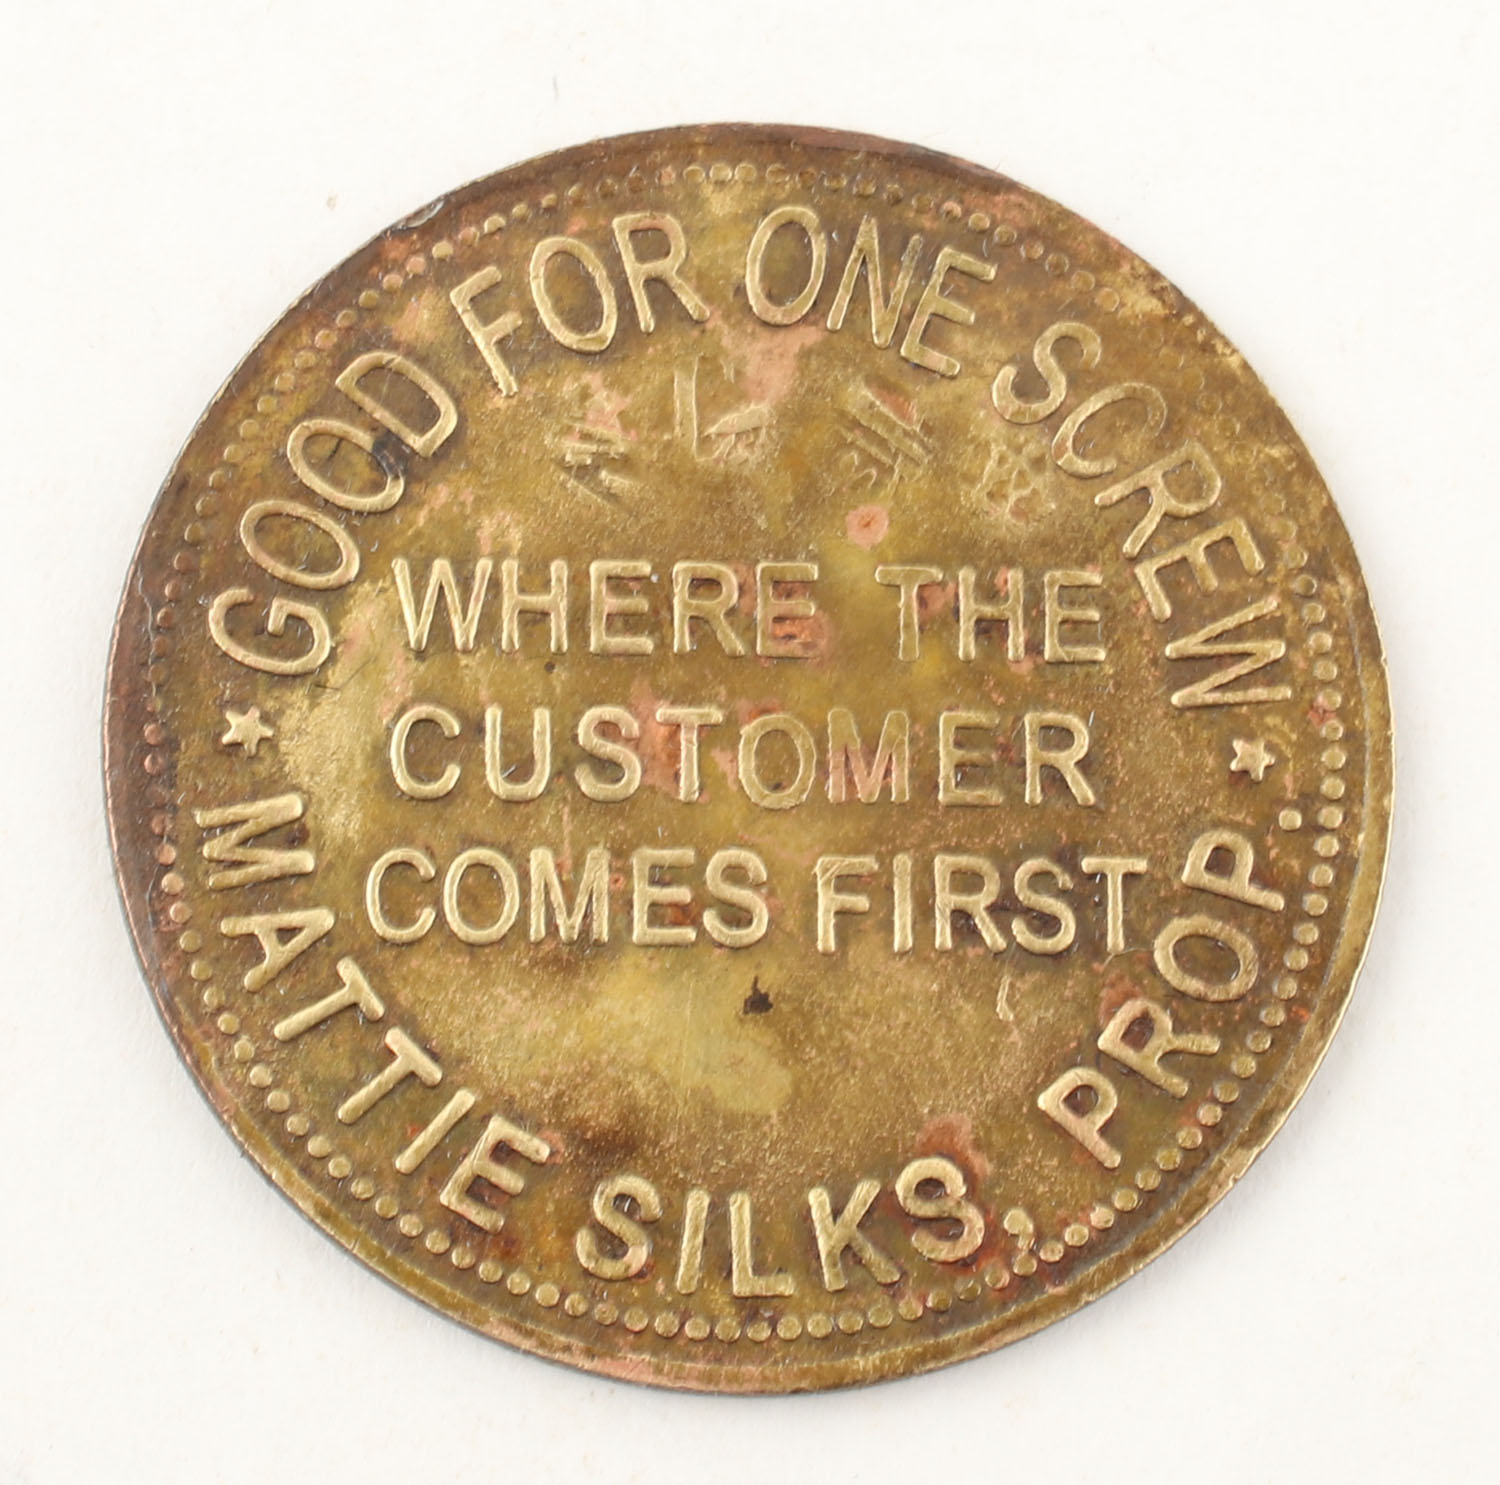 GOOD FOR ONE SCREW
WHERE THE
CUSTOMER
COMES FIRST
MATTIE SILKS, PROP.